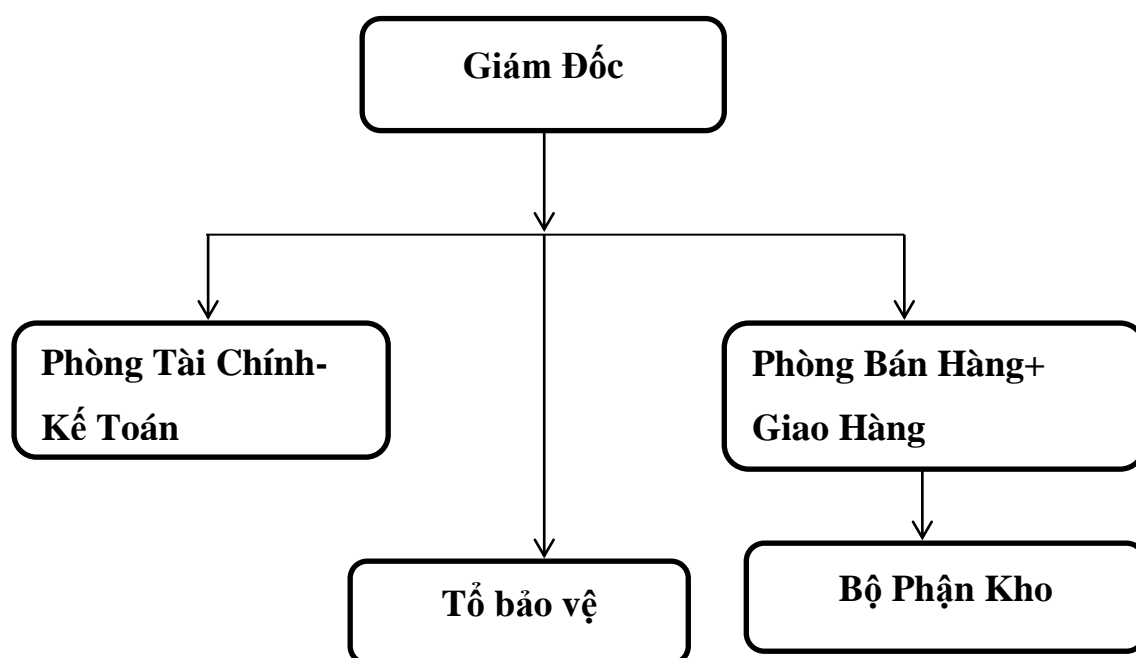 Giám Đốc
Phòng Tài Chính-
Kế Toán
Phòng Bán Hàng+
Giao Hàng
Tổ bảo vệ
Bộ Phận Kho